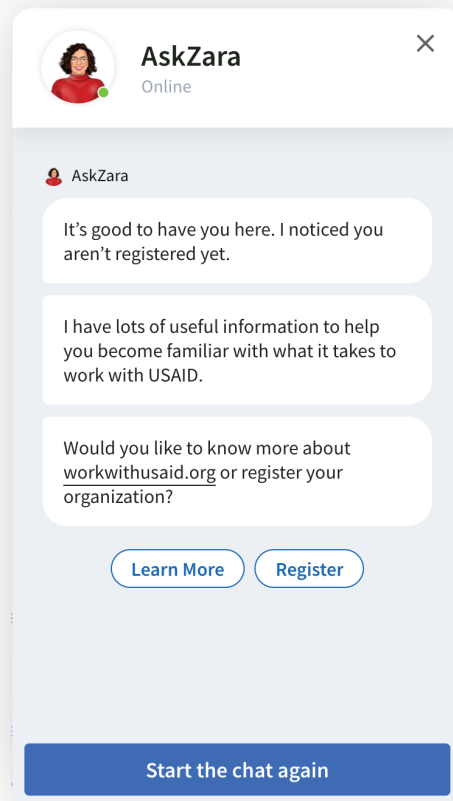 AskZara
Online
AskZara
It’s good to have you here. I noticed you
aren’t registered yet.
I have lots of useful information to help
you become familiar with what it takes to
work with USAID.
Would you like to know more about
workwithusaid.org or register your
organization?
Learn More
Register
Start the chat again